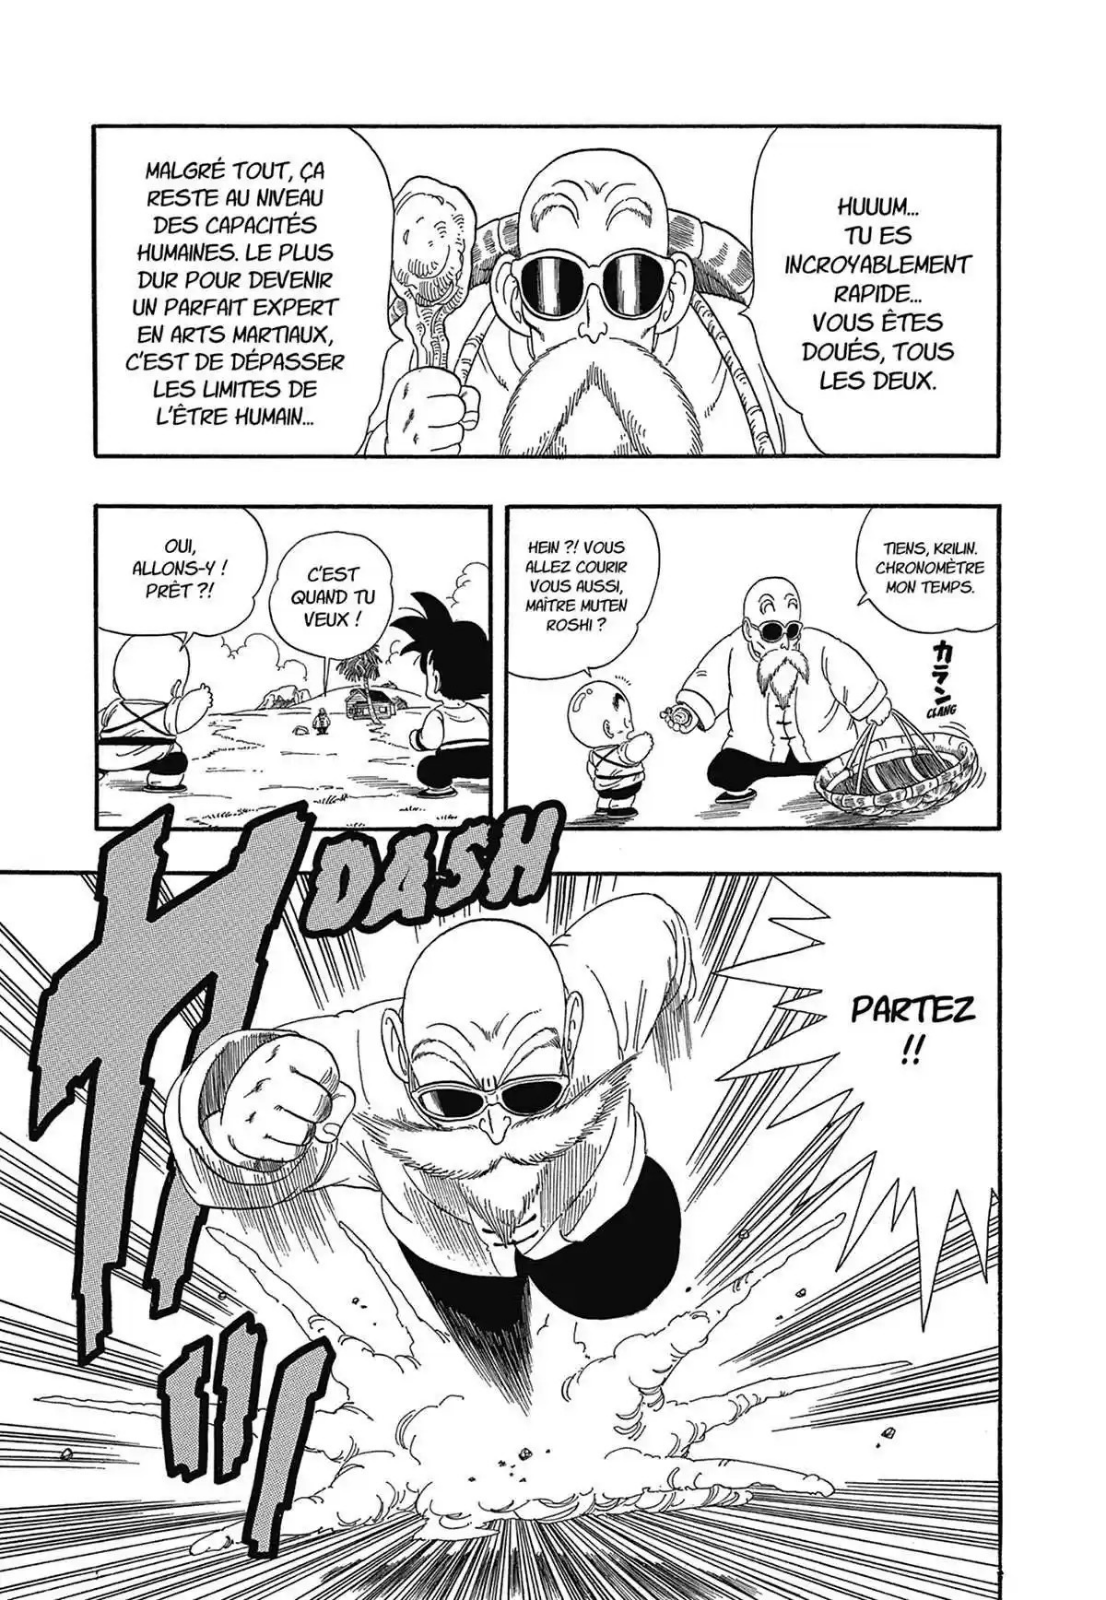 HUUUM...
TU ES
INCROYABLEMENT
RAPIDE...
VOUS ÊTES
DOUÉS, TOUS
LES DEUX.
MALGRÉ TOUT, ÇA
RESTE AU NIVEAU
DES CAPACITÉS
HUMAINES. LE PLUS
DUR POUR DEVENIR
UN PARFAIT EXPERT
EN ARTS MARTIAUX,
C'EST DE DÉPASSER
LES LIMITES DE
L'ÊTRE HUMAIN...
TIENS, KRILIN.
CHRONOMÈTRE
MON TEMPS.
カラン
CLANG
HEIN ?! VOUS
ALLEZ COURIR
VOUS AUSSI,
MAÎTRE MUTEN
ROSHI ?
C'EST
QUAND TU
VEUX !
OUI,
ALLONS-Y !
PRÊT ?!
PARTEZ
!!
DASH